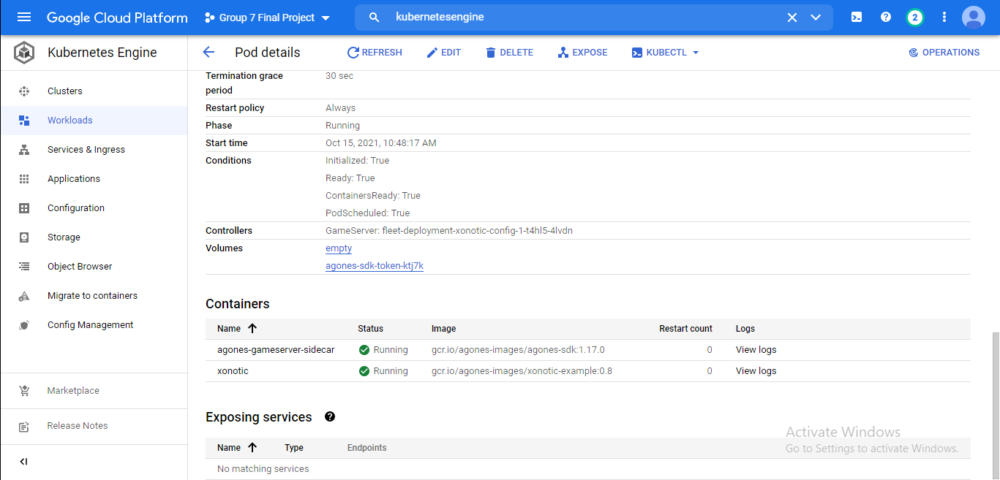 Google Cloud Platform
Group 7 Final Project
kubernetesengine
2
Kubernetes Engine
Pod details
REFRESH
EDIT
DELETE
EXPOSE
KUBECTL
OPERATIONS
Clusters
Workloads
Services & Ingress
Applications
Configuration
Storage
Object Browser
Migrate to containers
Config Management
Marketplace
Release Notes
Termination grace
period
30 sec
Restart policy Always
Phase Running
Start time Oct 15, 2021, 10:48:17 AM
Conditions Initialized: True
Ready: True
ContainersReady: True
PodScheduled: True
Controllers GameServer: fleet-deployment-xonotic-config-1-t4hl5-4lvdn
Volumes empty
agones-sdk-token-ktj7k
Containers
Name Status Image Restart count Logs
agones-gameserver-sidecar Running gcr.io/agones-images/agones-sdk:1.17.0 0 View logs
xonotic Running gcr.io/agones-images/xonotic-example:0.8 0 View logs
Exposing services
Name Type Endpoints
No matching services
Activate Windows
Go to Settings to activate Windows.